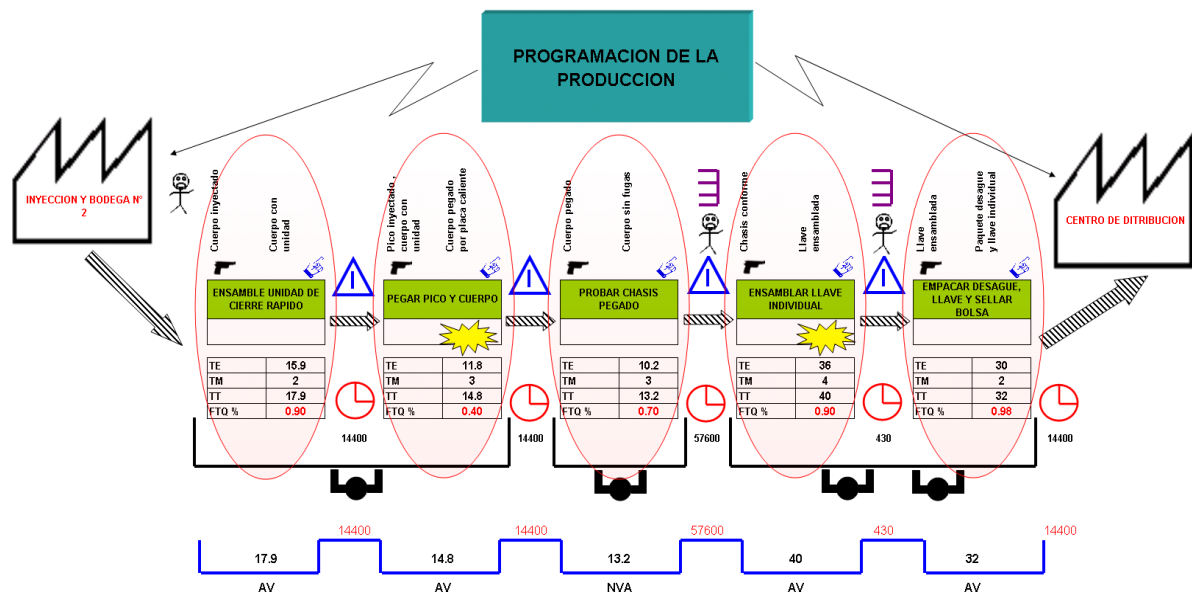 PROGRAMACION DE LA
PRODUCCION
INYECCION Y BODEGA N°
2
CENTRO DE DITRIBUCION
Cuerpo inyectado
Cuerpo con
unidad
Pico inyectado ,
cuerpo con
unidad
Cuerpo pegado
por placa caliente
Cuerpo pegado
Cuerpo sin fugas
Chasis conforme
Llave
ensamblada
Llave
ensamblada
Paquete desague
y llave individual
ENSAMBLE UNIDAD DE
CIERRE RAPIDO
PEGAR PICO Y CUERPO
PROBAR CHASIS
PEGADO
ENSAMBLAR LLAVE
INDIVIDUAL
EMPACAR DESAGUE,
LLAVE Y SELLAR
BOLSA
I
I
I
I
TE 15.9
TM 2
TT 17.9
FTQ % 0.90
TE 11.8
TM 3
TT 14.8
FTQ % 0.40
TE 10.2
TM 3
TT 13.2
FTQ % 0.70
TE 36
TM 4
TT 40
FTQ % 0.90
TE 30
TM 2
TT 32
FTQ % 0.98
14400
14400
57600
430
14400
14400
14400
57600
430
14400
17.9
14.8
13.2
40
32
AV
AV
NVA
AV
AV